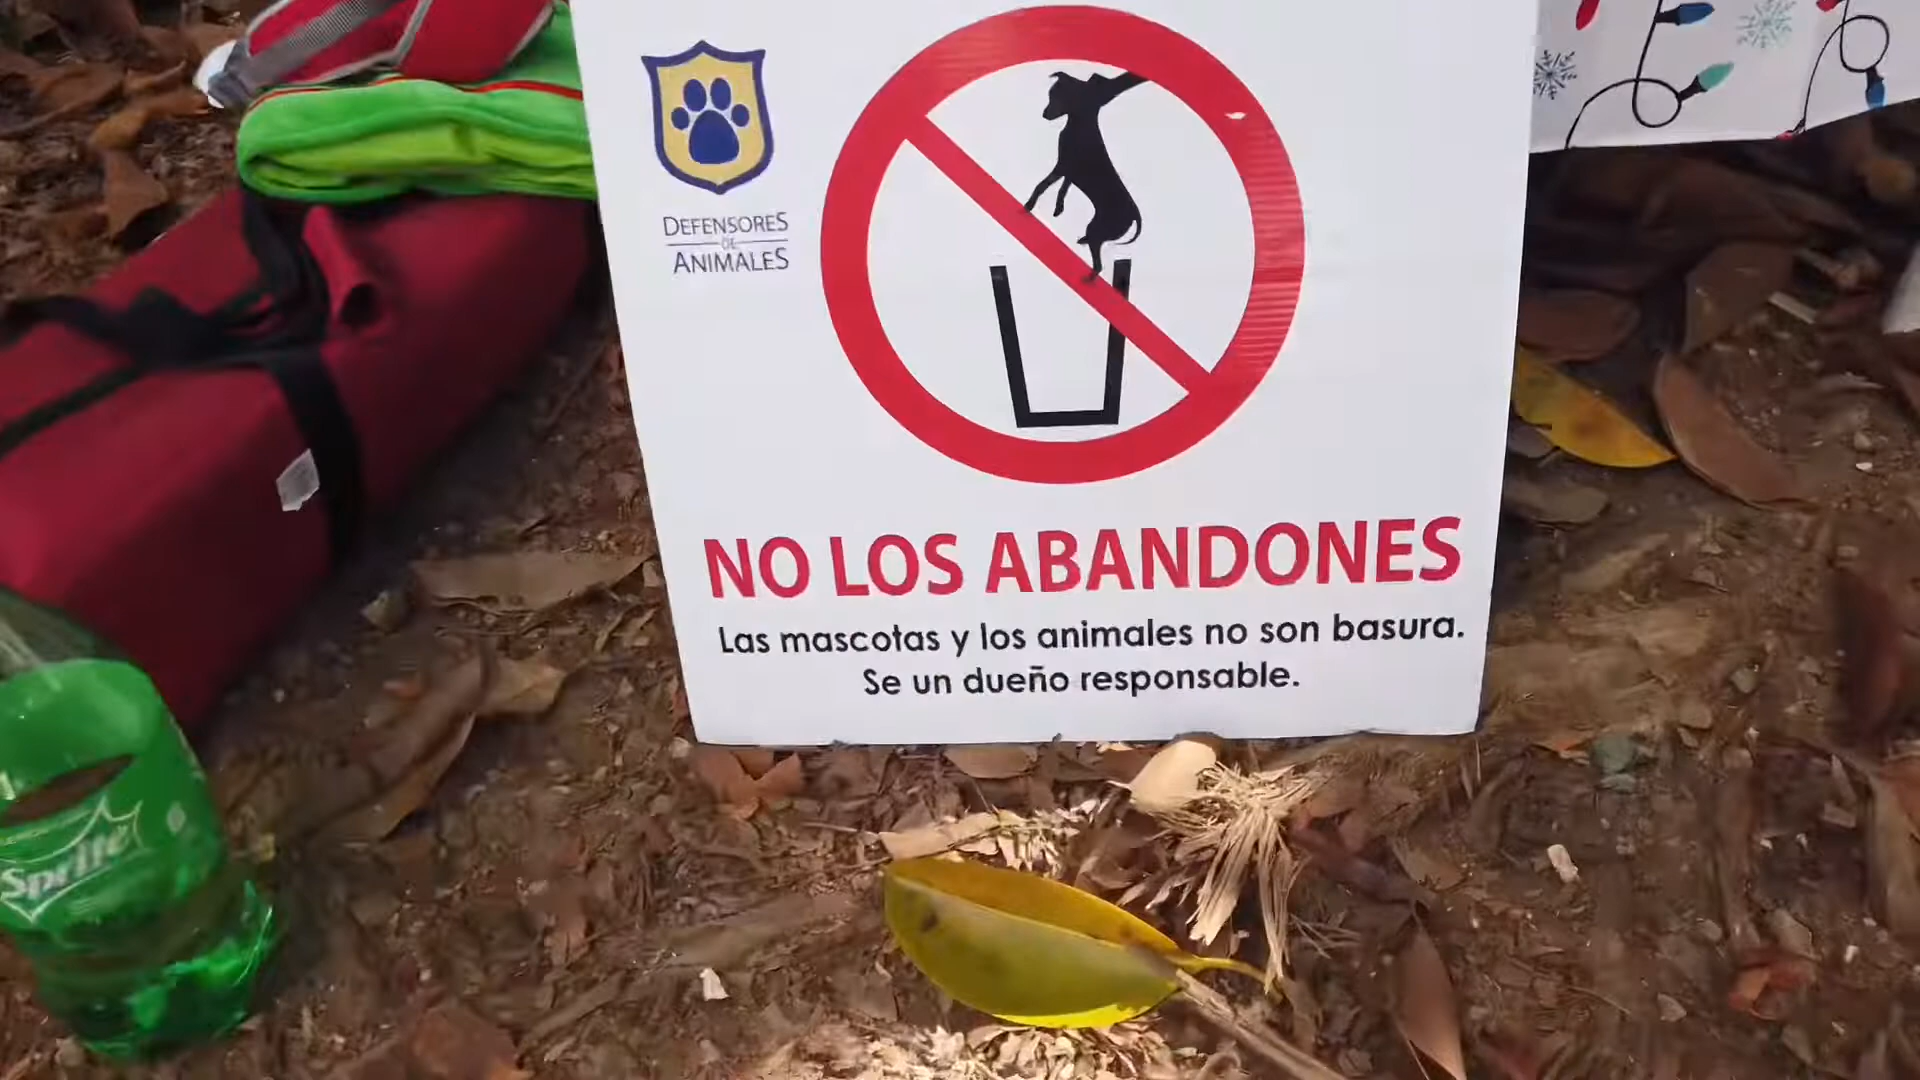 DEFENSORES
DE
ANIMALES
NO LOS ABANDONES
Las mascotas y los animales no son basura.
Se un dueño responsable.
Sprite